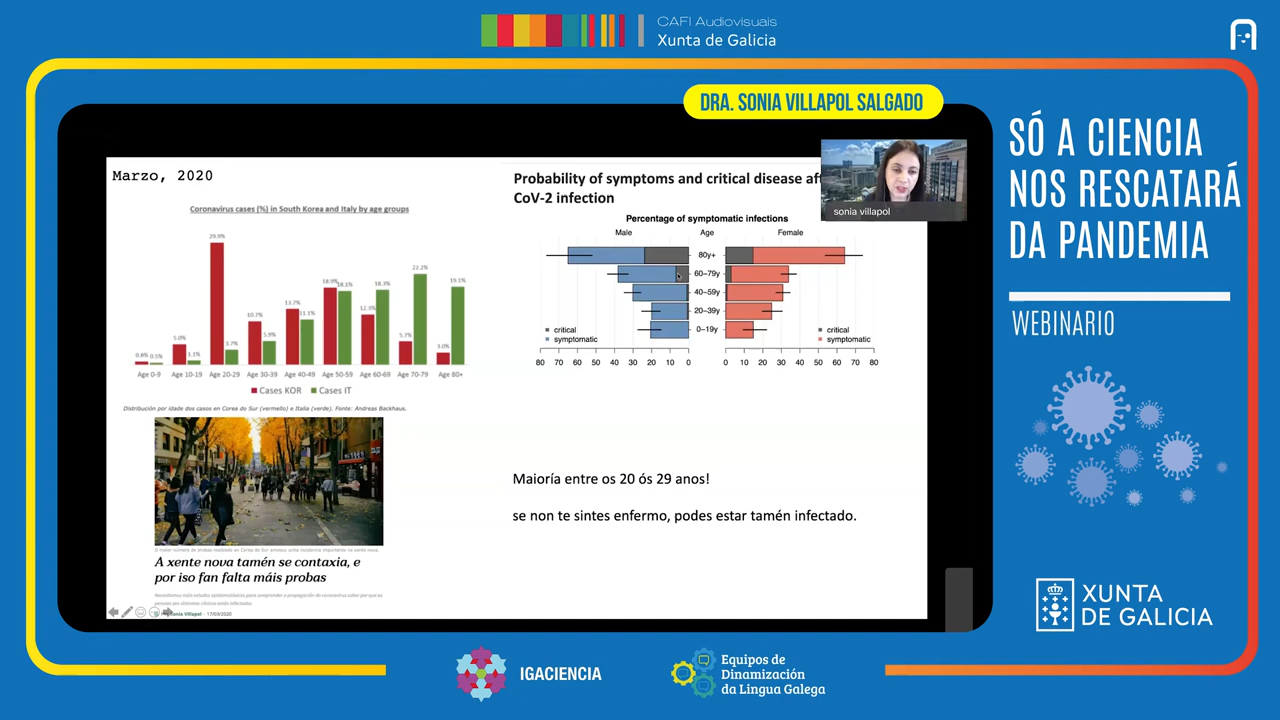 CAFI Audiovisuais
Xunta de Galicia
DRA. SONIA VILLAPOL SALGADO
SÓ A CIENCIA
NOS RESCATARÁ
DA PANDEMIA
WEBINARIO
sonia villapol
Marzo, 2020
Coronavirus cases (%) in South Korea and Italy by age groups
29.9%
22.2%
18.9%
18.1%
18.3%
19.1%
13.7%
12.3%
11.1%
10.7%
5.0%
5.9%
5.7%
3.7%
3.0%
1.1%
0.5%
Age 0-9 Age 10-19 Age 20-29 Age 30-39 Age 40-49 Age 50-59 Age 60-69 Age 70-79 Age 80+
Cases KOR Cases IT
Distribución por idade dos casos en Corea do Sur (vermello) e Italia (verde). Fonte: Andreas Backhaus.
A xente nova tamén se contaxia, e
por iso fan falta máis probas
Sonia Villapol - 17/03/2020
Probability of symptoms and critical disease
CoV-2 infection
Percentage of symptomatic infections
Male Age Female
80y+
60–79y
40–59y
20–39y
0–19y
critical critical
symptomatic symptomatic
80 70 60 50 40 30 20 10 0 0 10 20 30 40 50 60 70 80
Maioría entre os 20 ós 29 anos!
se non te sintes enfermo, podes estar tamén infectado.
XUNTA
DE GALICIA
IGACIENCIA
Equipos de
Dinamización
da Lingua Galega